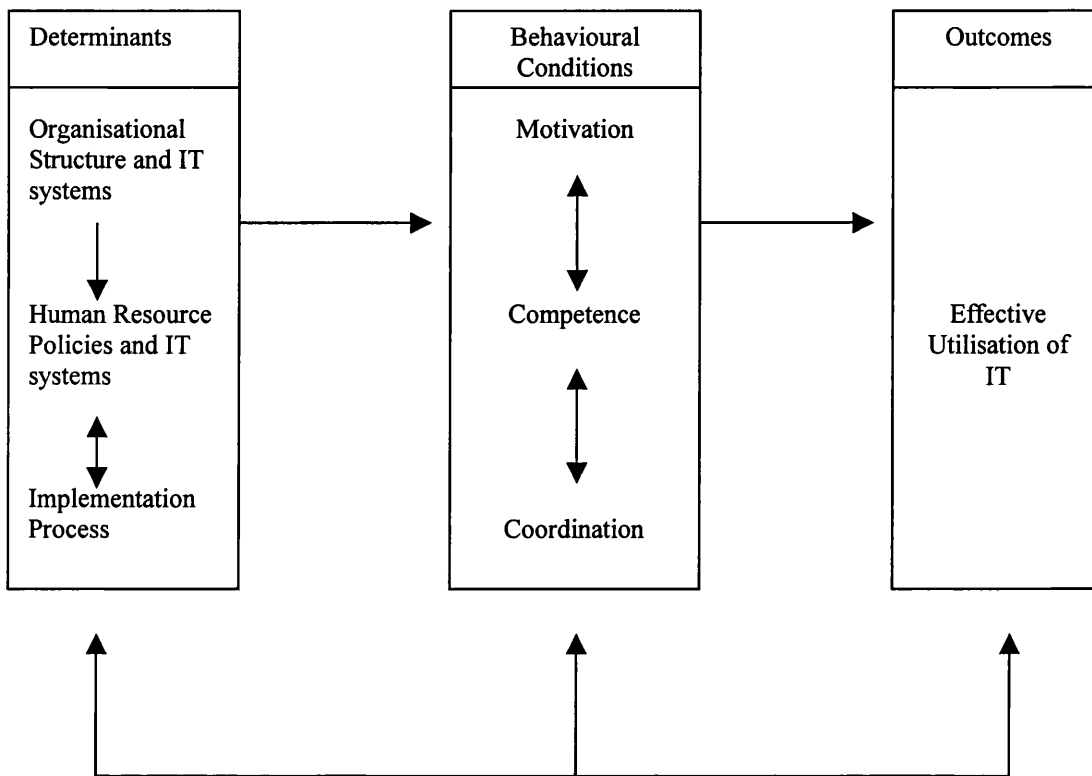 Determinants
Organisational
Structure and IT
systems
Human Resource
Policies and IT
systems
Implementation
Process
Behavioural
Conditions
Motivation
Competence
Coordination
Outcomes
Effective
Utilisation of
IT